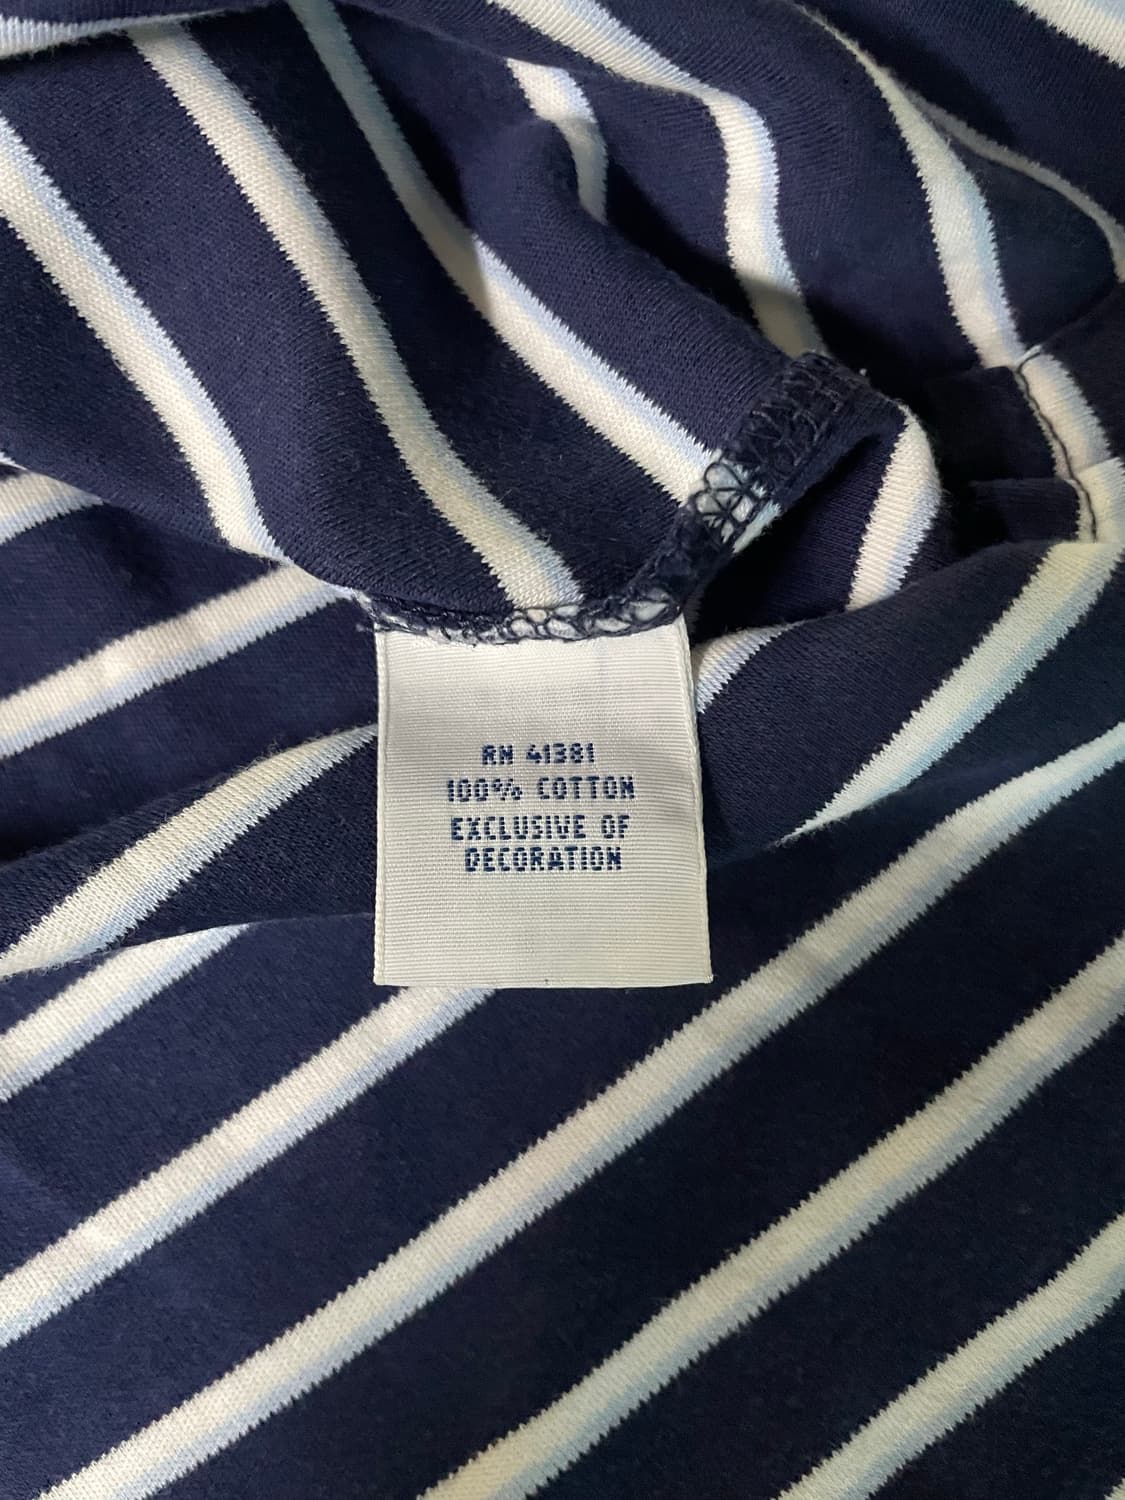 RN 41381
100% COTTON
EXCLUSIVE OF
DECORATION